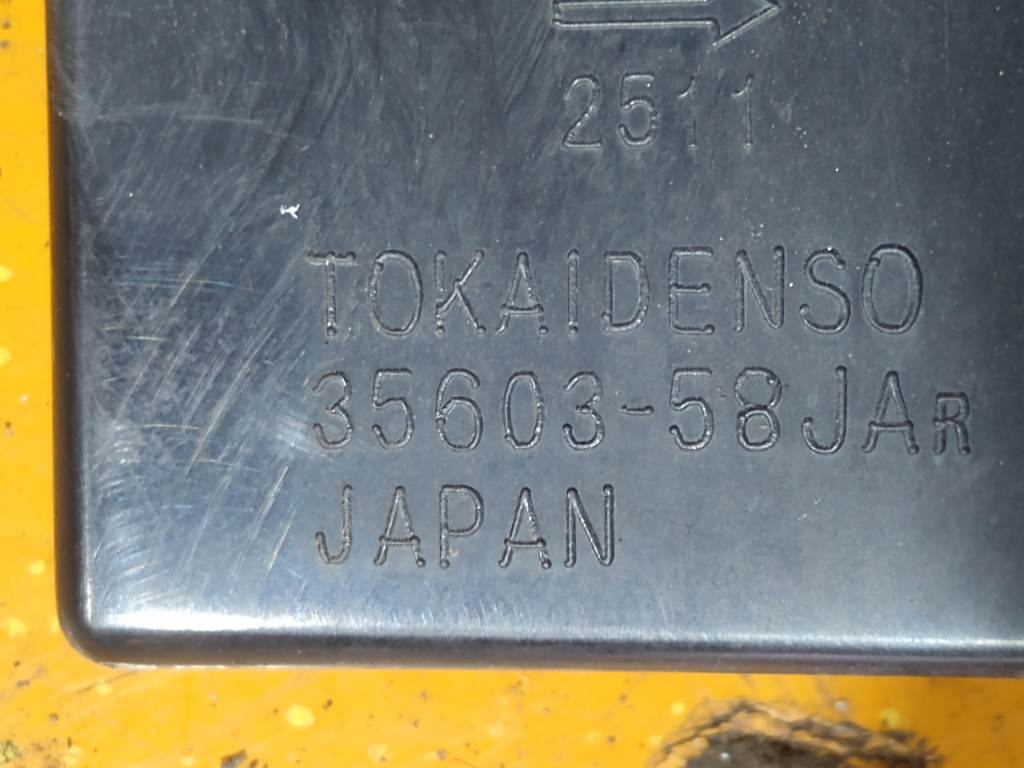 2511
TOKAIDENSO
35603-58JAR
JAPAN